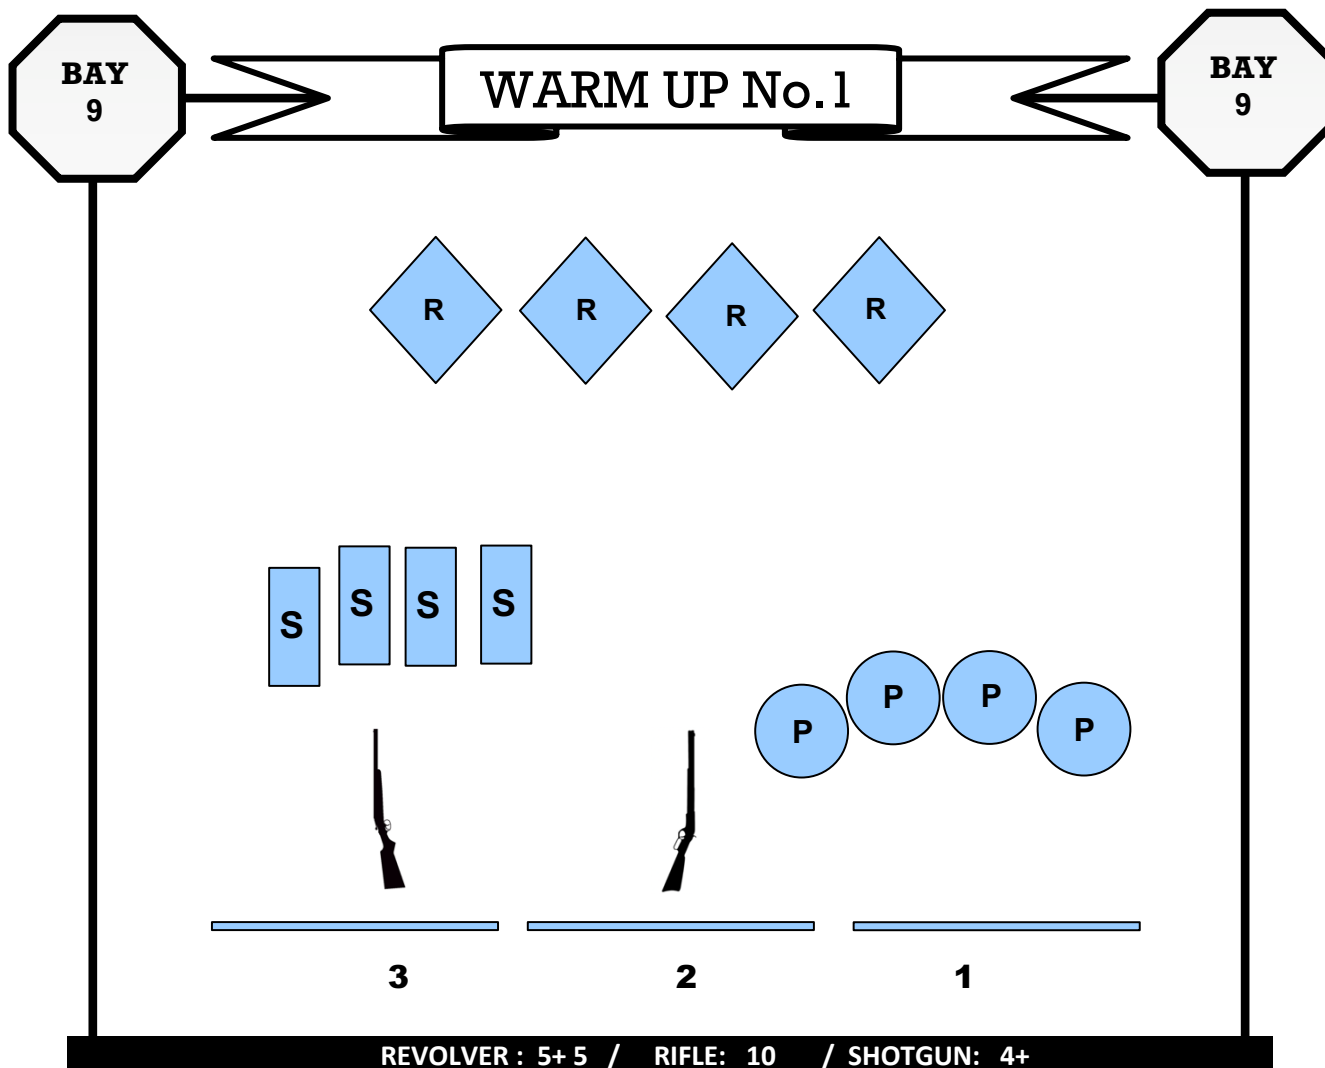 BAY
9
WARM UP No.1
BAY
9
R R R R
S S S S
P P P P
3 2 1
REVOLVER : 5+ 5 / RIFLE: 10 / SHOTGUN: 4+